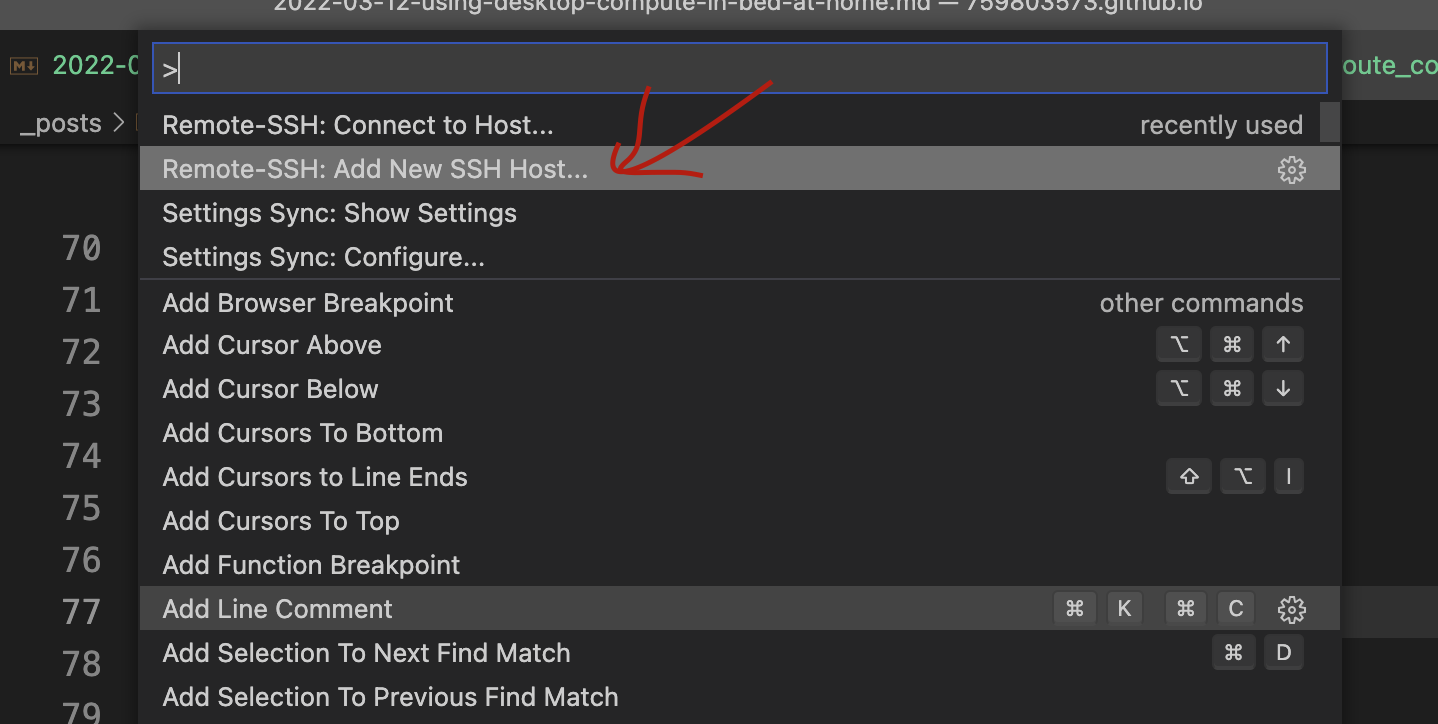 2022-03-12-using-desktop-compute-in-bed-at-home.md — 759803573.github.io
M↓ 2022-0
oute_co
>
_posts >
Remote-SSH: Connect to Host... recently used
Remote-SSH: Add New SSH Host...
Settings Sync: Show Settings
70
Settings Sync: Configure...
71 Add Browser Breakpoint other commands
72 Add Cursor Above ⌥ ⌘ ↑
Add Cursor Below ⌥ ⌘ ↓
73
Add Cursors To Bottom
74
Add Cursors to Line Ends ⇧ ⌥ I
75
Add Cursors To Top
76 Add Function Breakpoint
77 Add Line Comment ⌘ K ⌘ C
78 Add Selection To Next Find Match ⌘ D
79 Add Selection To Previous Find Match